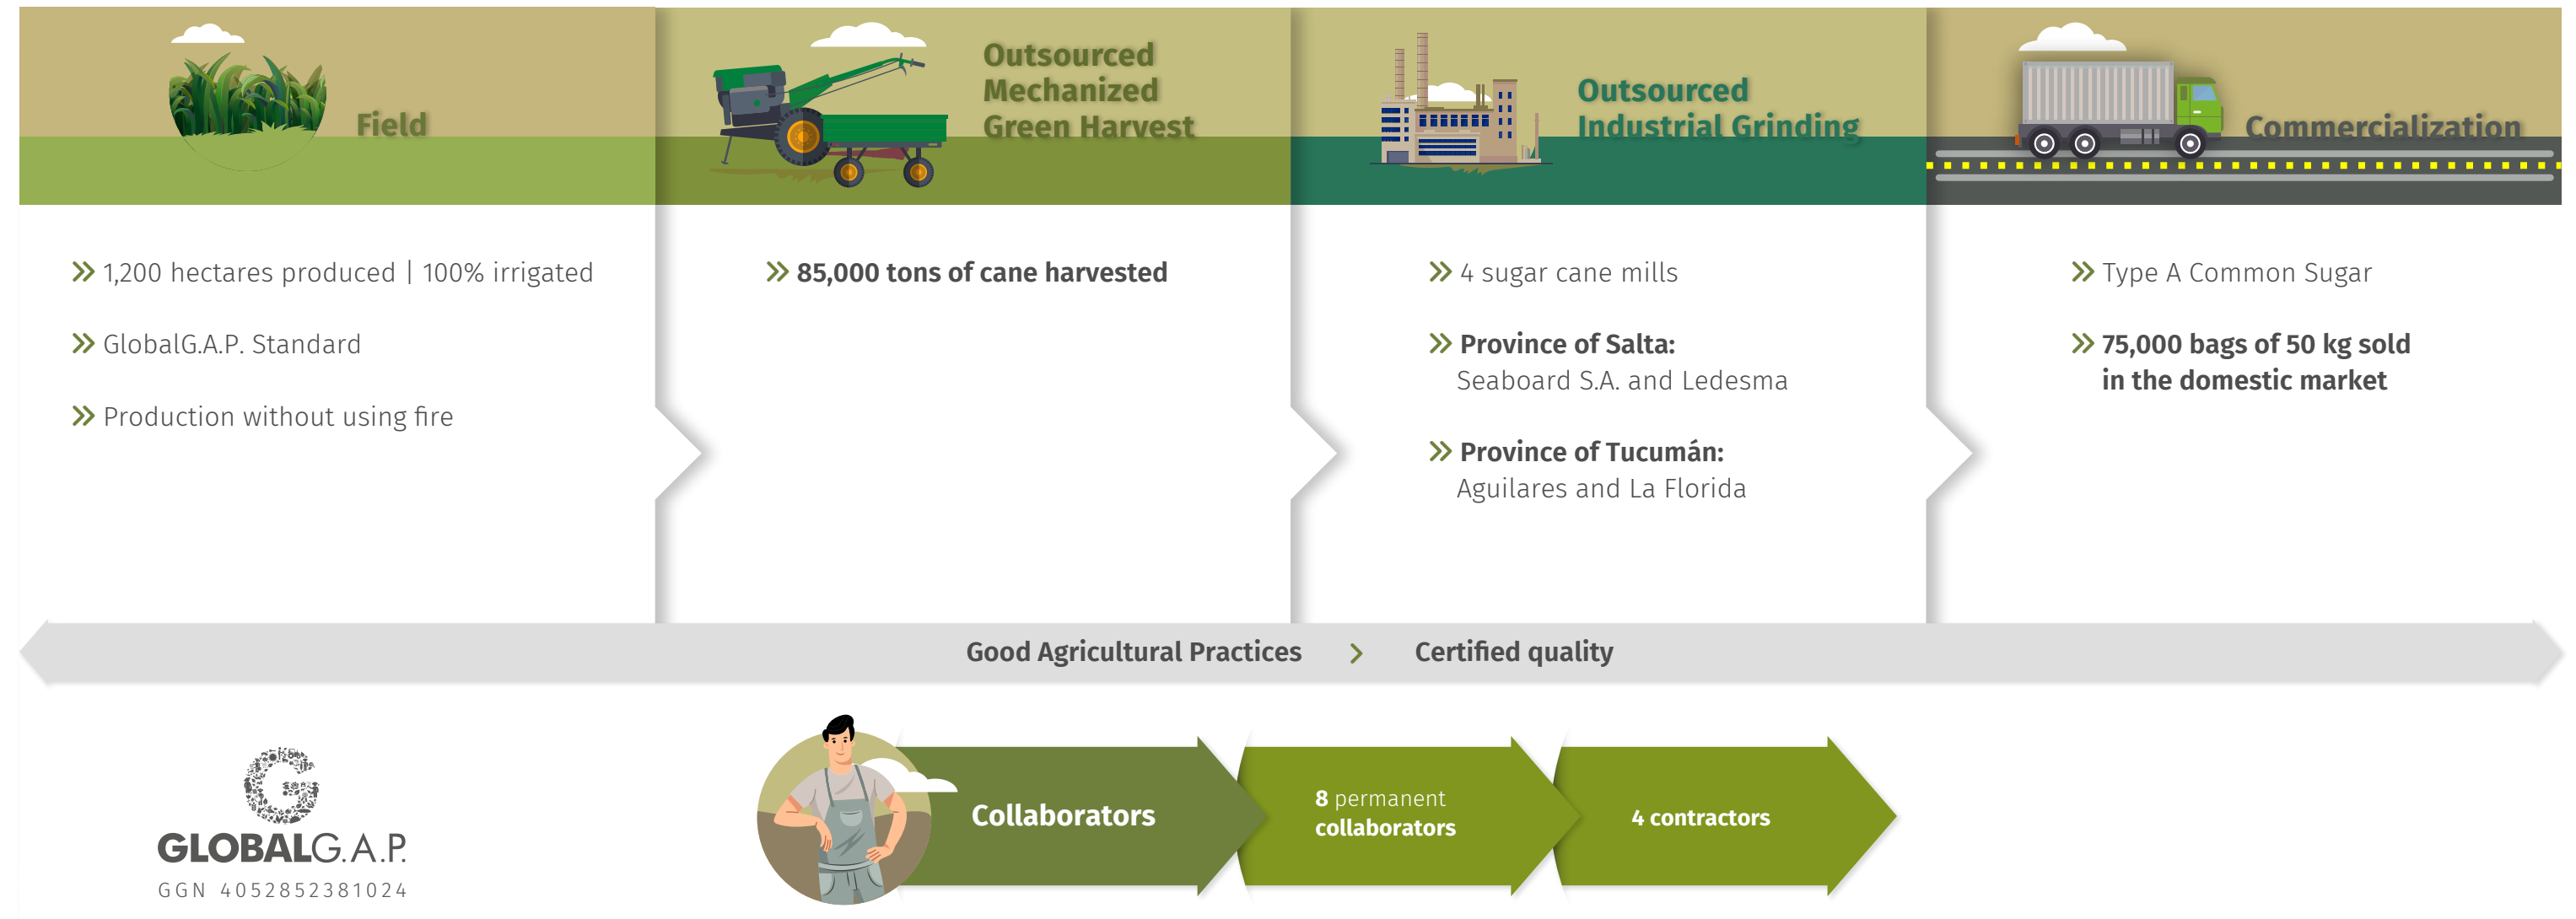 Field
Outsourced
Mechanized
Green Harvest
Outsourced
Industrial Grinding
Commercialization
1,200 hectares produced | 100% irrigated
GlobalG.A.P. Standard
Production without using fire
85,000 tons of cane harvested
4 sugar cane mills
Province of Salta:
Seaboard S.A. and Ledesma
Province of Tucumán:
Aguilares and La Florida
Type A Common Sugar
75,000 bags of 50 kg sold
in the domestic market
Good Agricultural Practices > Certified quality
G
GLOBALG.A.P.
GGN 4052852381024
Collaborators
8 permanent
collaborators
4 contractors